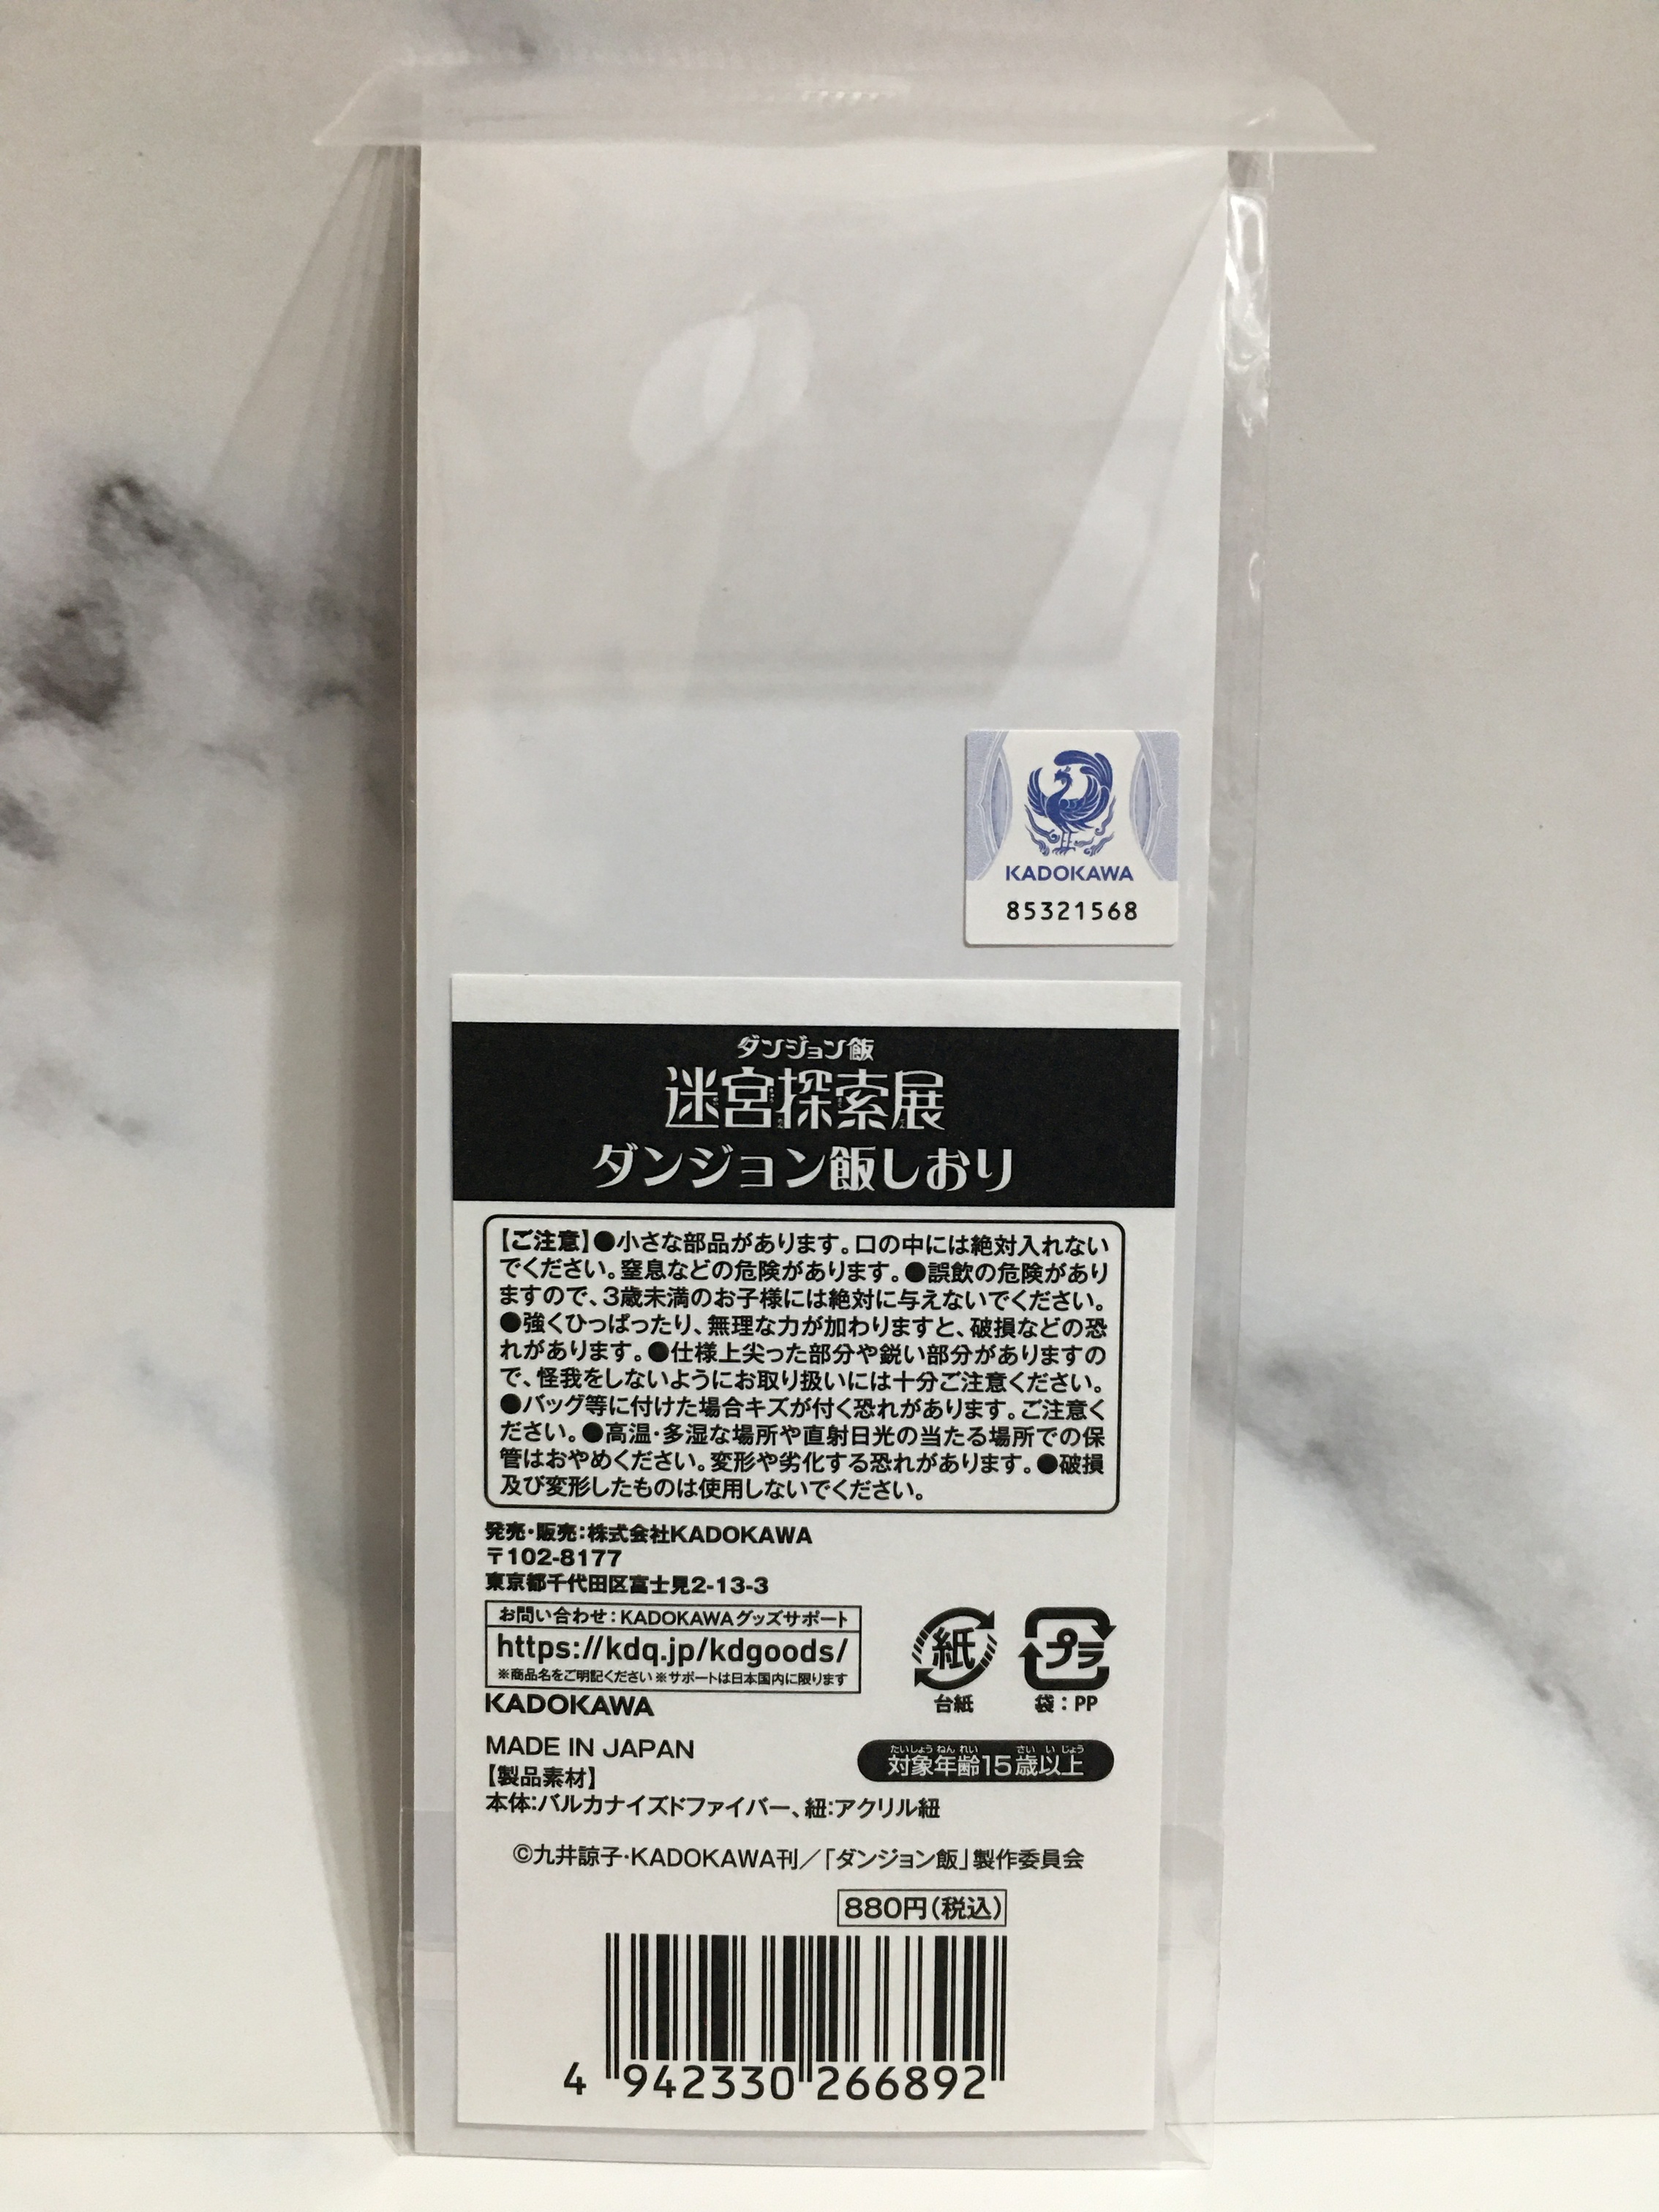 KADOKAWA
85321568
ダンジョン飯
迷宮探索展
ダンジョン飯しおり
【ご注意】●小さな部品があります。口の中には絶対入れない
でください。窒息などの危険があります。●誤飲の危険があり
ますので、3歳未満のお子様には絶対に与えないでください。
●強くひっぱったり、無理な力が加わりますと、破損などの恐
れがあります。●仕様上尖った部分や鋭い部分がありますの
で、怪我をしないようにお取り扱いには十分ご注意ください。
●バッグ等に付けた場合キズが付く恐れがあります。ご注意く
ださい。●高温・多湿な場所や直射日光の当たる場所での保
管はおやめください。変形や劣化する恐れがあります。●破損
及び変形したものは使用しないでください。
発売・販売：株式会社KADOKAWA
〒102-8177
東京都千代田区富士見2-13-3
お問い合わせ：KADOKAWAグッズサポート
https://kdq.jp/kdgoods/
※商品名をご明記ください ※サポートは日本国内に限ります
KADOKAWA
紙
台紙
プラ
袋：PP
MADE IN JAPAN
たいしょう ねん れい さい い じょう
対象年齢15歳以上
【製品素材】
本体：バルカナイズドファイバー、紐：アクリル紐
©九井諒子・KADOKAWA刊／「ダンジョン飯」製作委員会
880円（税込）
4 942330 266892